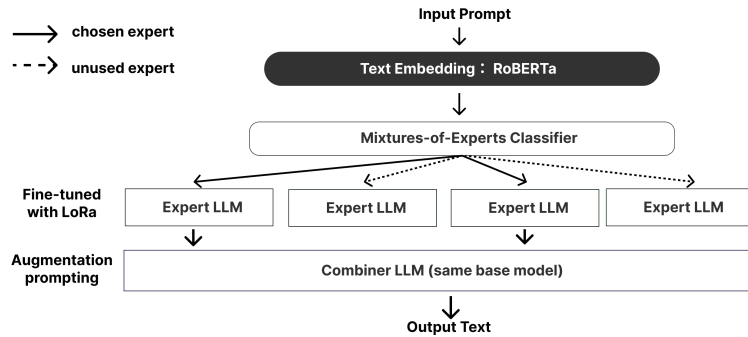 Input Prompt
chosen expert
unused expert
Text Embedding： RoBERTa
Mixtures-of-Experts Classifier
Fine-tuned
with LoRa
Expert LLM
Expert LLM
Expert LLM
Expert LLM
Augmentation
prompting
Combiner LLM (same base model)
Output Text